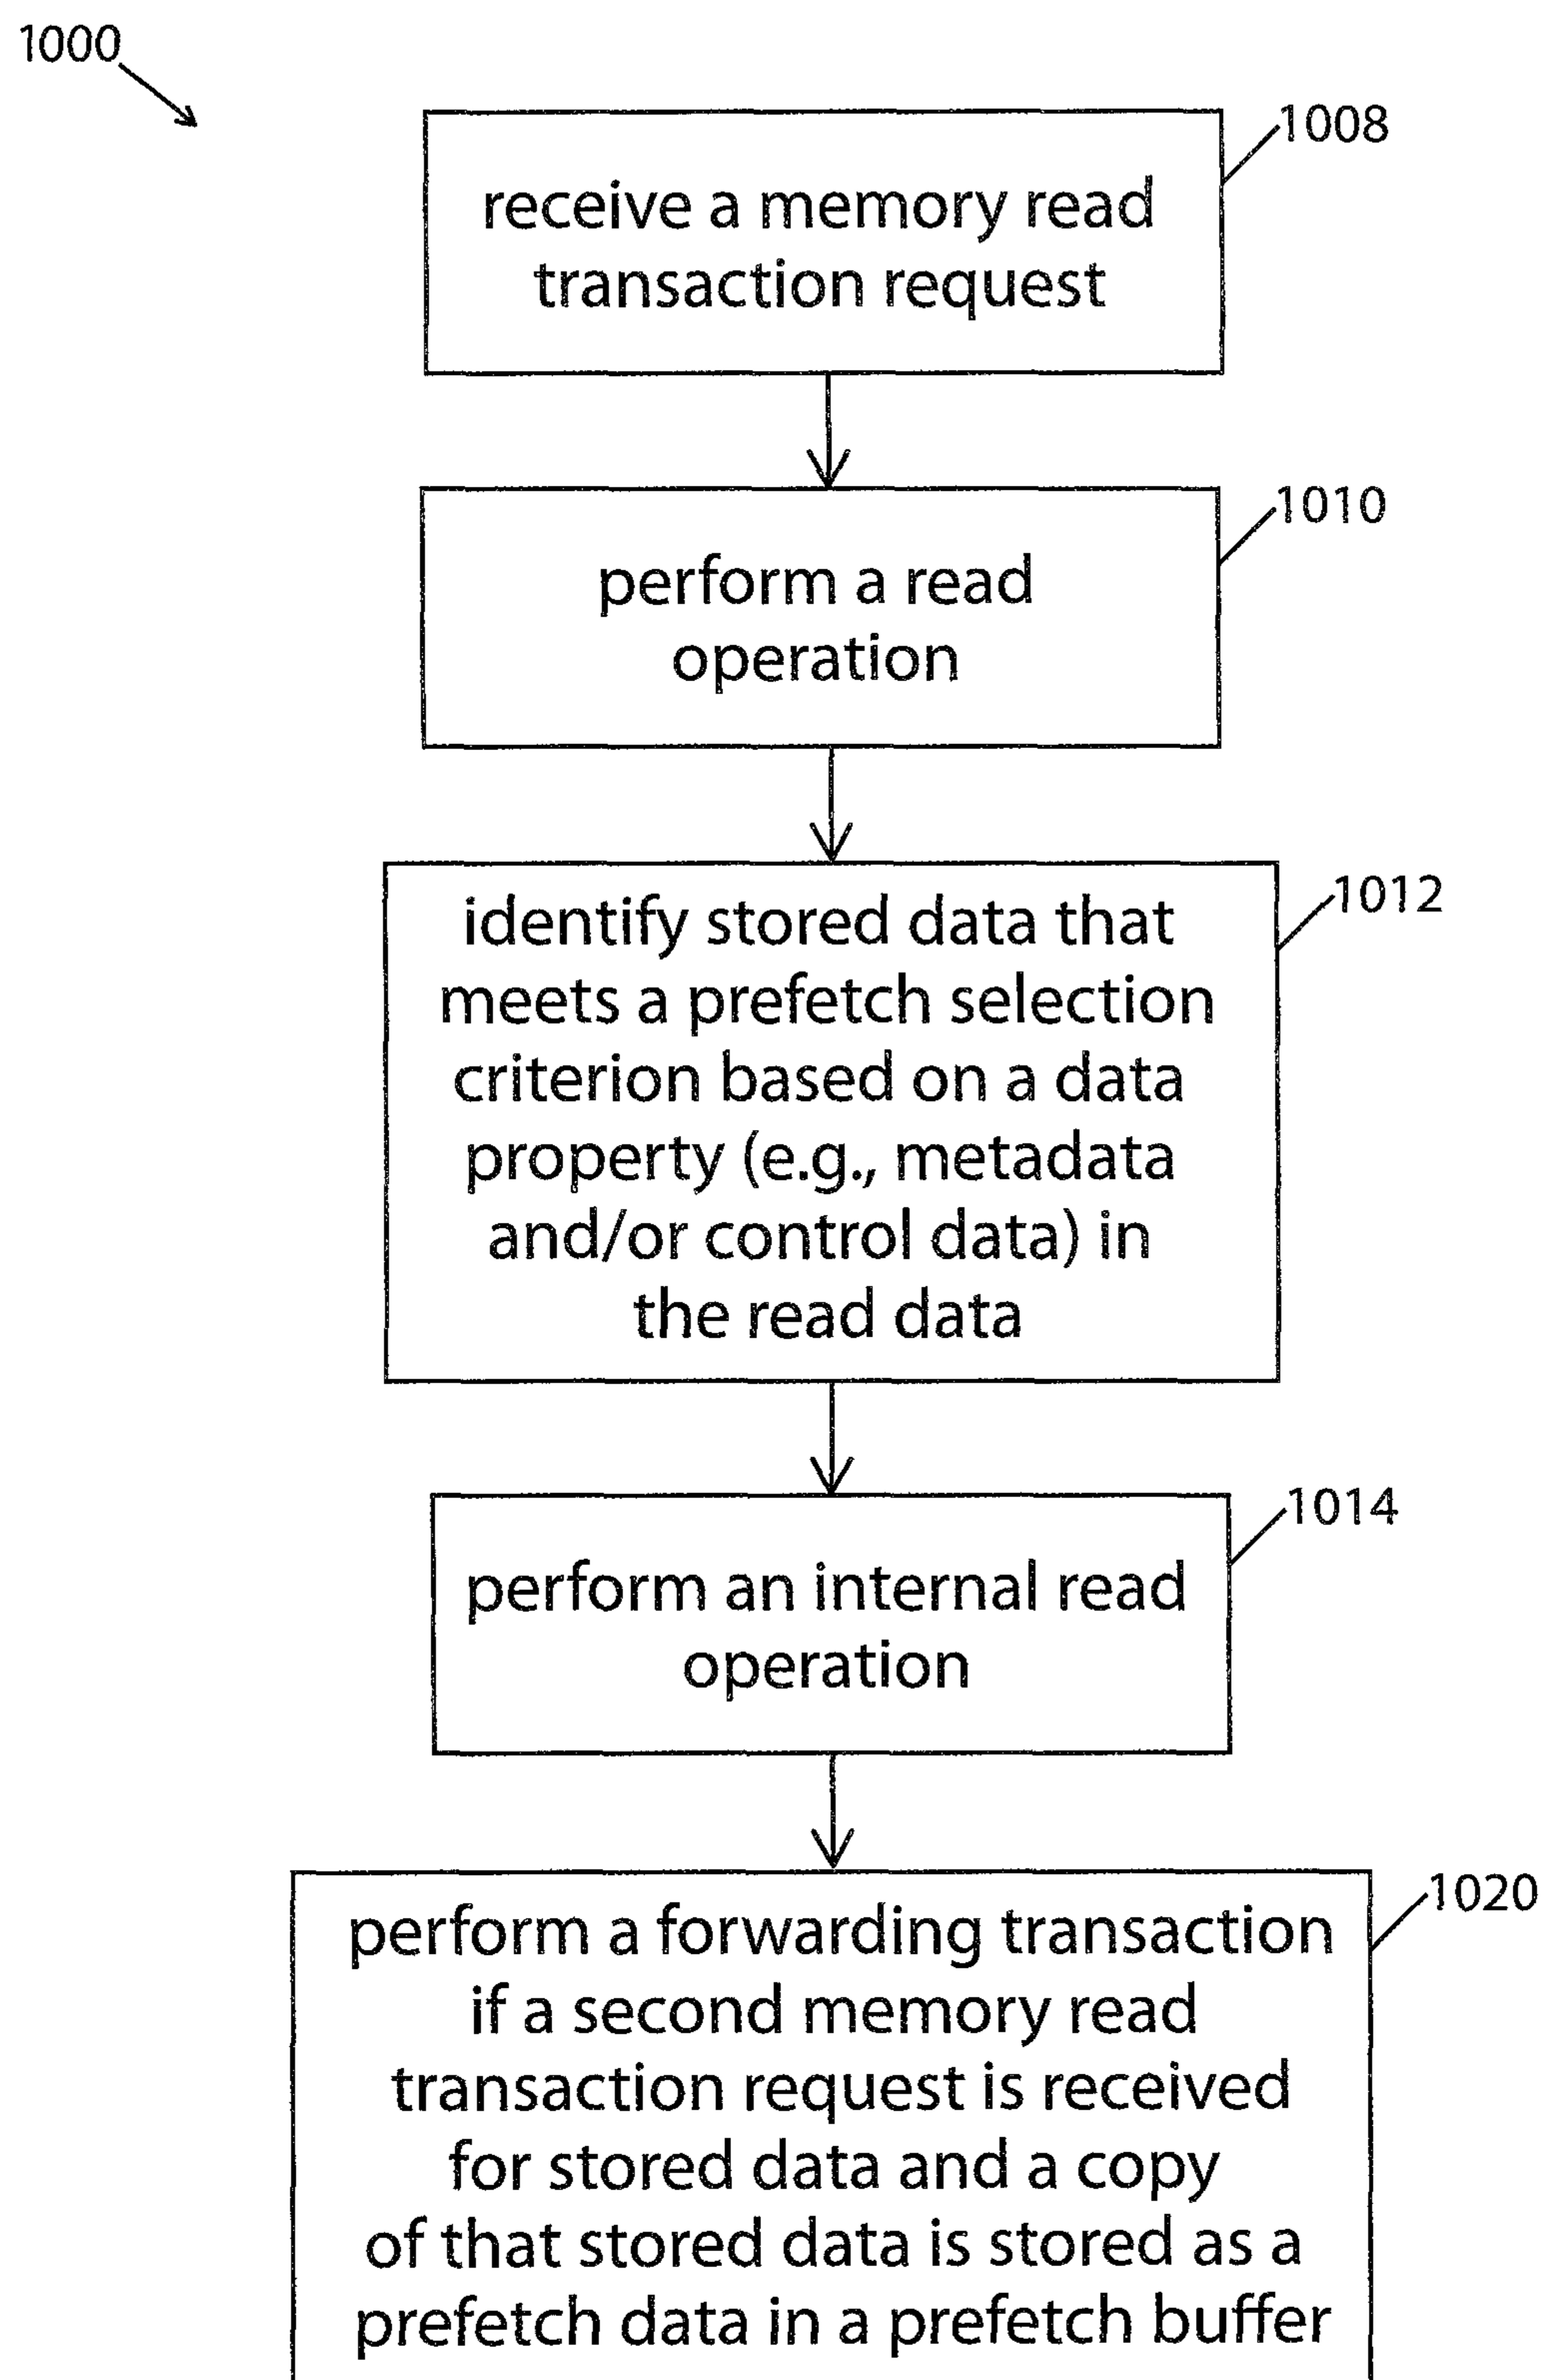 1000
1008
receive a memory read
transaction request
1010
perform a read
operation
1012
identify stored data that
meets a prefetch selection
criterion based on a data
property (e.g., metadata
and/or control data) in
the read data
1014
perform an internal read
operation
1020
perform a forwarding transaction
if a second memory read
transaction request is received
for stored data and a copy
of that stored data is stored as a
prefetch data in a prefetch buffer